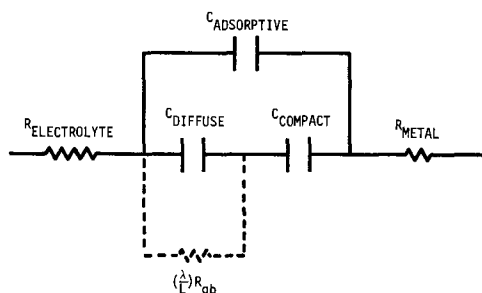 C_ADSORPTIVE
C_DIFFUSE
C_COMPACT
R_ELECTROLYTE
R_METAL
(λ/L)R_ab